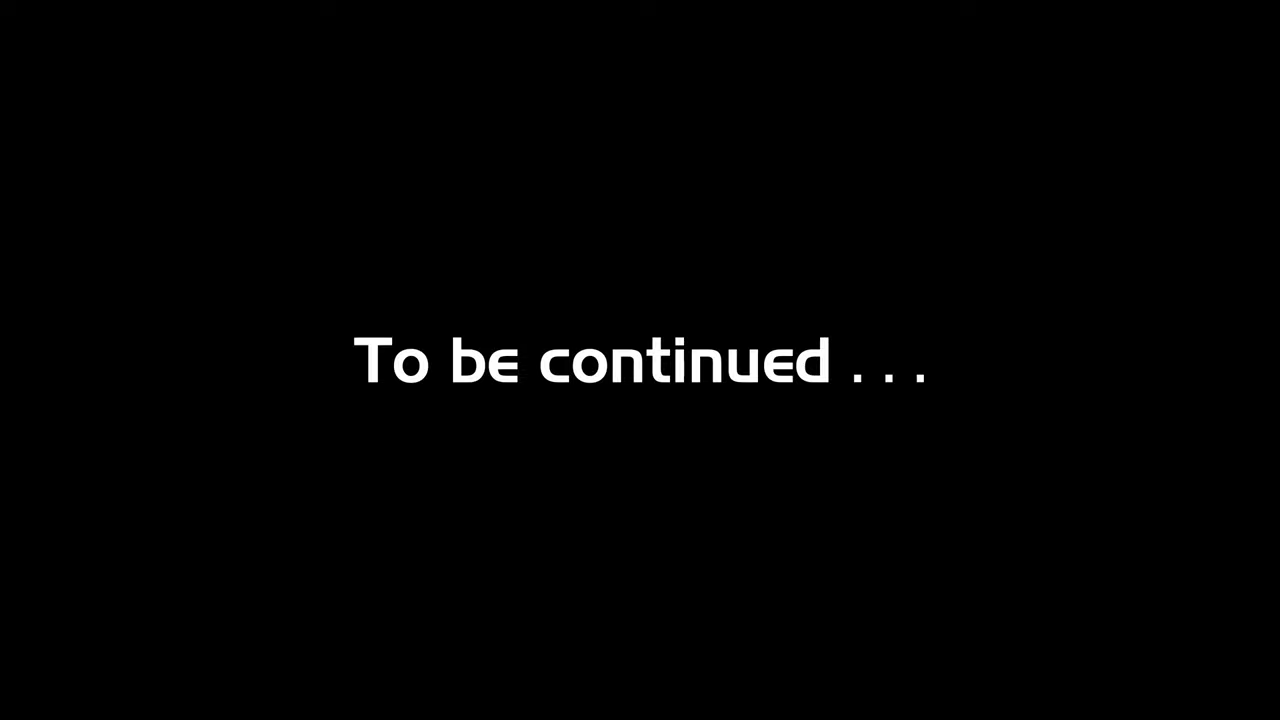 To be continued . . .